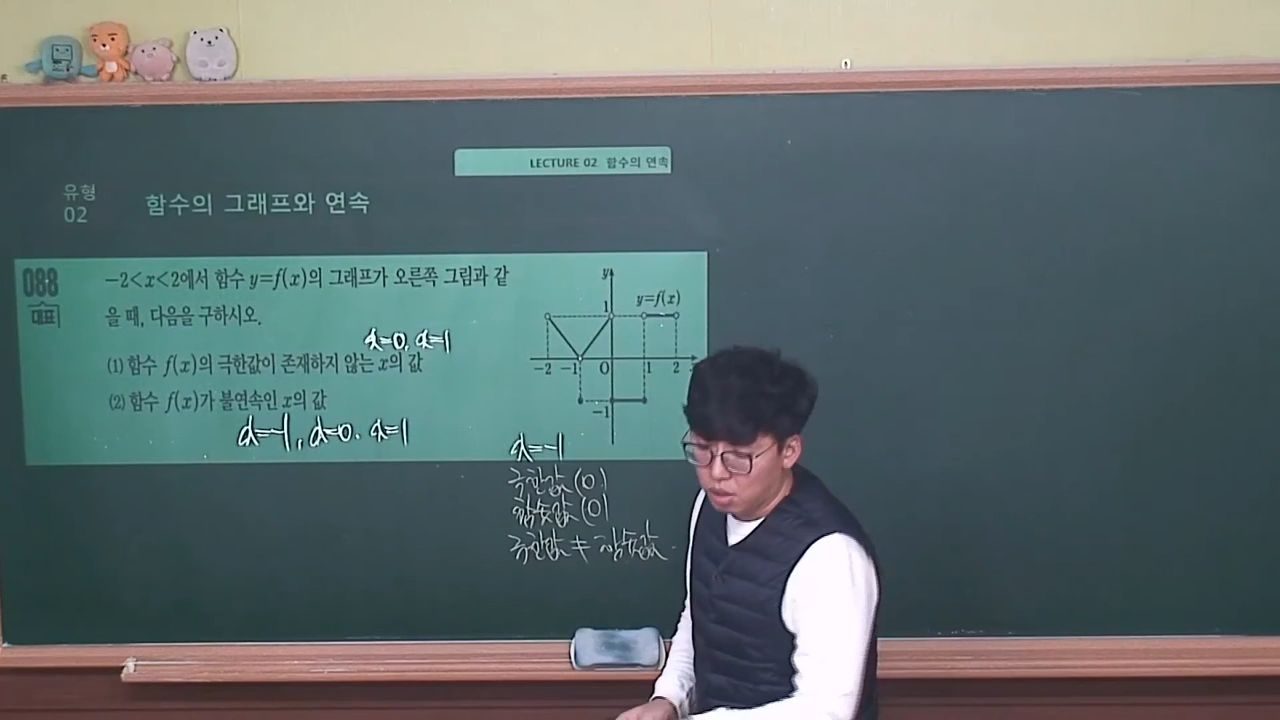 LECTURE 02 함수의 연속
유형
02
함수의 그래프와 연속
088
대표
-2<x<2에서 함수 y=f(x)의 그래프가 오른쪽 그림과 같
을 때, 다음을 구하시오.
x=0, x=1
(1) 함수 f(x)의 극한값이 존재하지 않는 x의 값
(2) 함수 f(x)가 불연속인 x의 값
x=-1, x=0. x=1
y
1
y=f(x)
-2 -1 O 1 2
-1
x=-1
극한값 (O)
함숫값 (O)
극한값 ≠ 함숫값